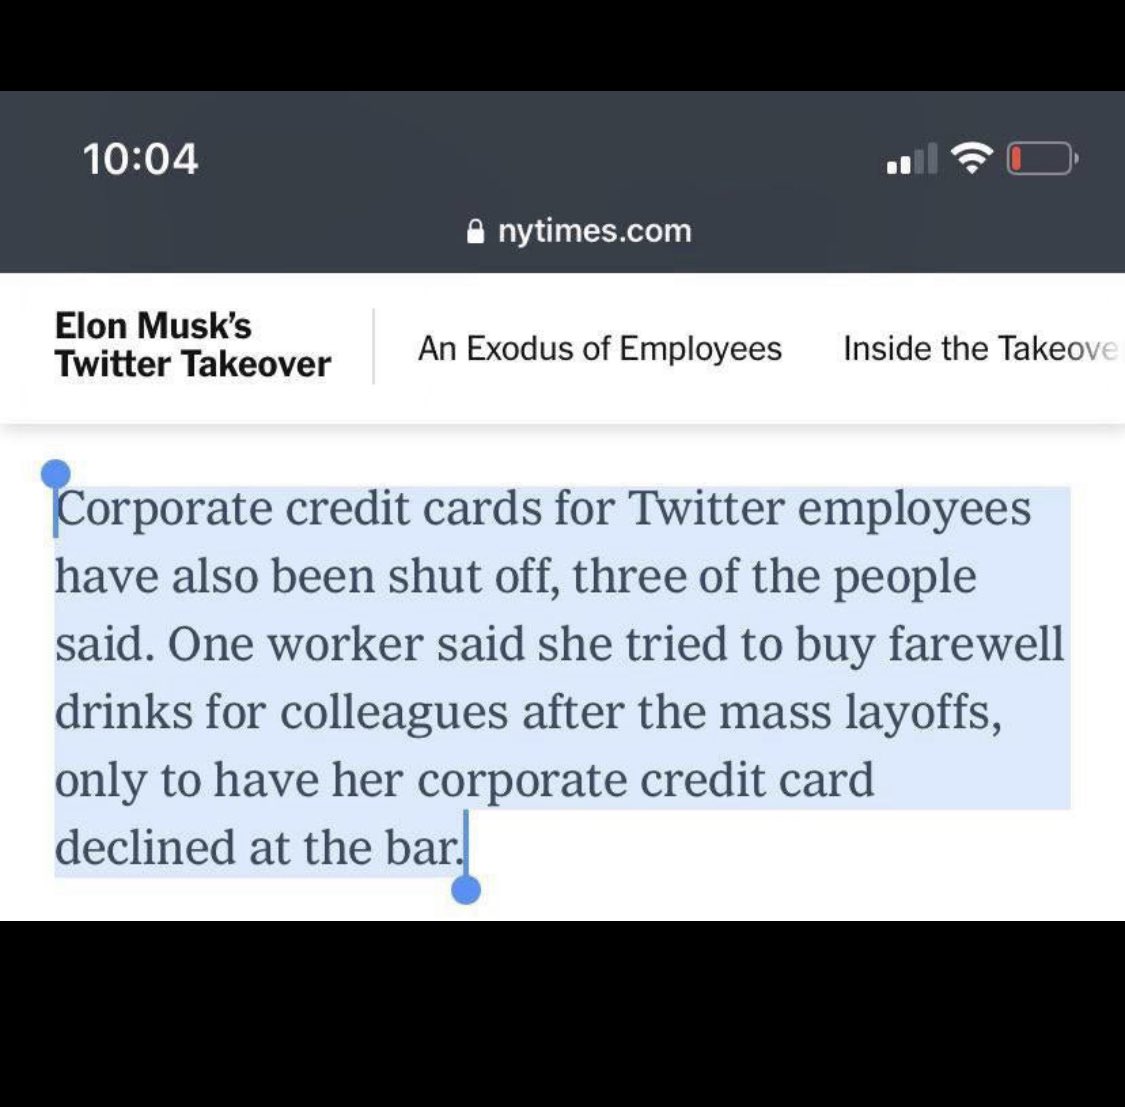 10:04
nytimes.com
Elon Musk’s
Twitter Takeover
An Exodus of Employees
Inside the Takeove
Corporate credit cards for Twitter employees
have also been shut off, three of the people
said. One worker said she tried to buy farewell
drinks for colleagues after the mass layoffs,
only to have her corporate credit card
declined at the bar.